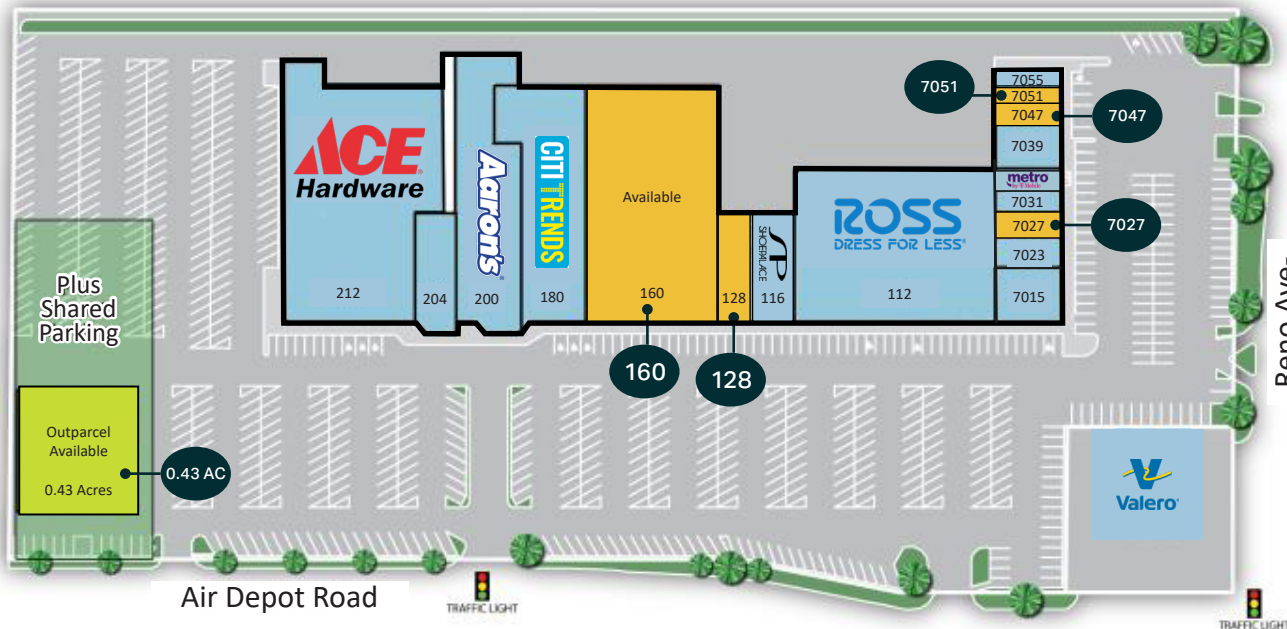 7055
7051
7051
7047
7047
7039
ACE
Hardware
Aaron's
CITI TRENDS
Available
metro
by T Mobile
7031
SHOEPALACE
SP
ROSS
DRESS FOR LESS
7027
7027
7023
Plus
Shared
Parking
212
204
200
180
160
128
116
112
7015
160
128
Reno Ave.
Outparcel
Available
0.43 Acres
0.43 AC
Valero
Air Depot Road
TRAFFIC LIGHT
TRAFFIC LIGHT